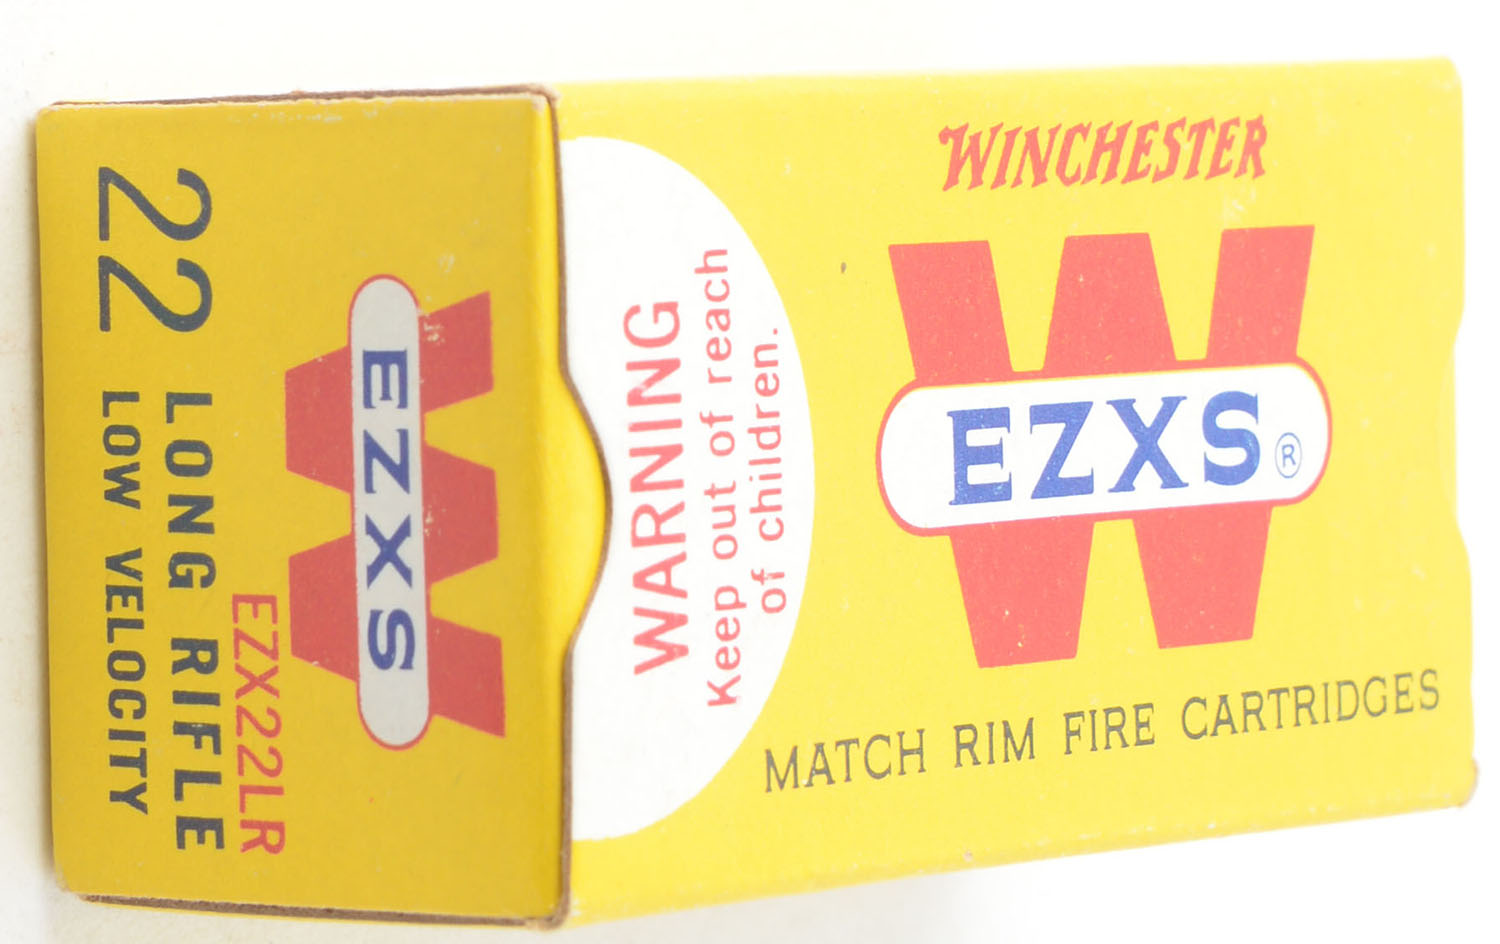 WINCHESTER
EZXS®
MATCH RIM FIRE CARTRIDGES
WARNING
Keep out of reach
of children.
EZXS
EZX22LR
22 LONG RIFLE
LOW VELOCITY